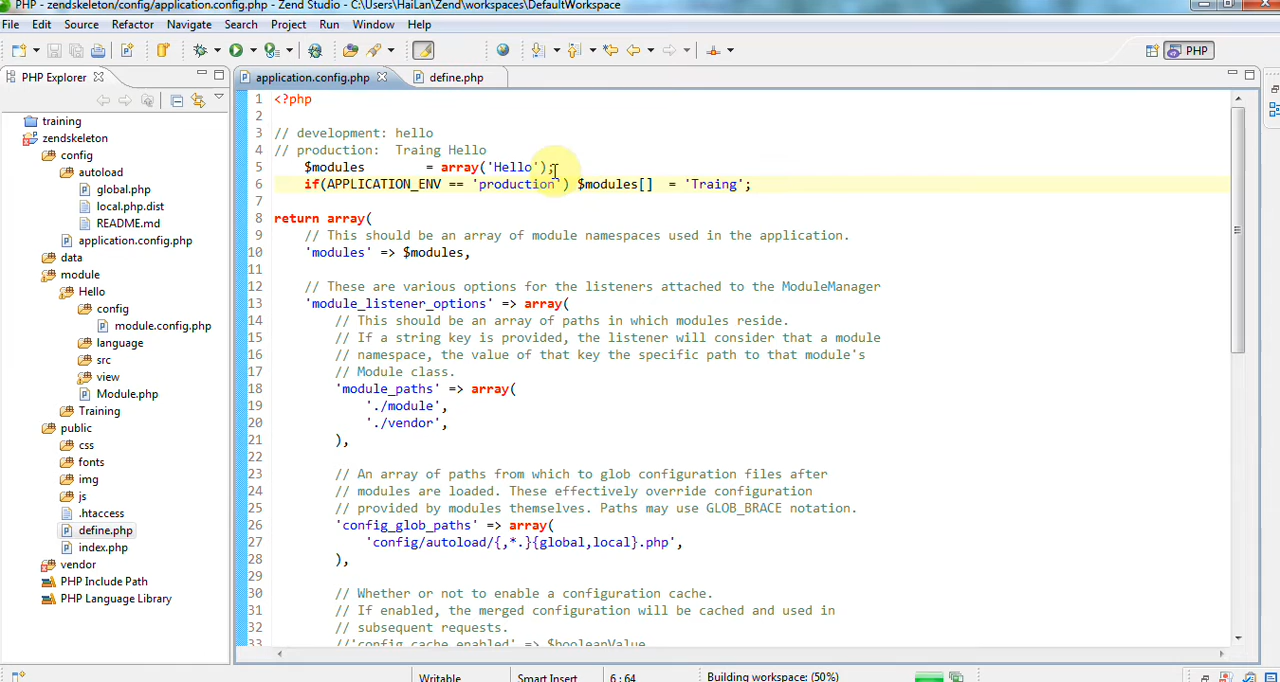 PHP - zendskeleton/config/application.config.php - Zend Studio - C:\Users\HaiLan\Zend\workspaces\DefaultWorkspace
File Edit Source Refactor Navigate Search Project Run Window Help
PHP
PHP Explorer
application.config.php
define.php
training
zendskeleton
config
autoload
global.php
local.php.dist
README.md
application.config.php
data
module
Hello
config
module.config.php
language
src
view
Module.php
Training
public
css
fonts
img
js
.htaccess
define.php
index.php
vendor
PHP Include Path
PHP Language Library
1 <?php
2
3 // development: hello
4 // production:  Traing Hello
5 $modules = array('Hello');
6 if(APPLICATION_ENV == 'production') $modules[] = 'Traing';
7
8 return array(
9 // This should be an array of module namespaces used in the application.
10 'modules' => $modules,
11
12 // These are various options for the listeners attached to the ModuleManager
13 'module_listener_options' => array(
14 // This should be an array of paths in which modules reside.
15 // If a string key is provided, the listener will consider that a module
16 // namespace, the value of that key the specific path to that module's
17 // Module class.
18 'module_paths' => array(
19 './module',
20 './vendor',
21 ),
22
23 // An array of paths from which to glob configuration files after
24 // modules are loaded. These effectively override configuration
25 // provided by modules themselves. Paths may use GLOB_BRACE notation.
26 'config_glob_paths' => array(
27 'config/autoload/{,*.}{global,local}.php',
28 ),
29
30 // Whether or not to enable a configuration cache.
31 // If enabled, the merged configuration will be cached and used in
32 // subsequent requests.
33 //'config_cache_enabled' => $booleanValue
Writable
Smart Insert
6 : 64
Building workspace: (50%)